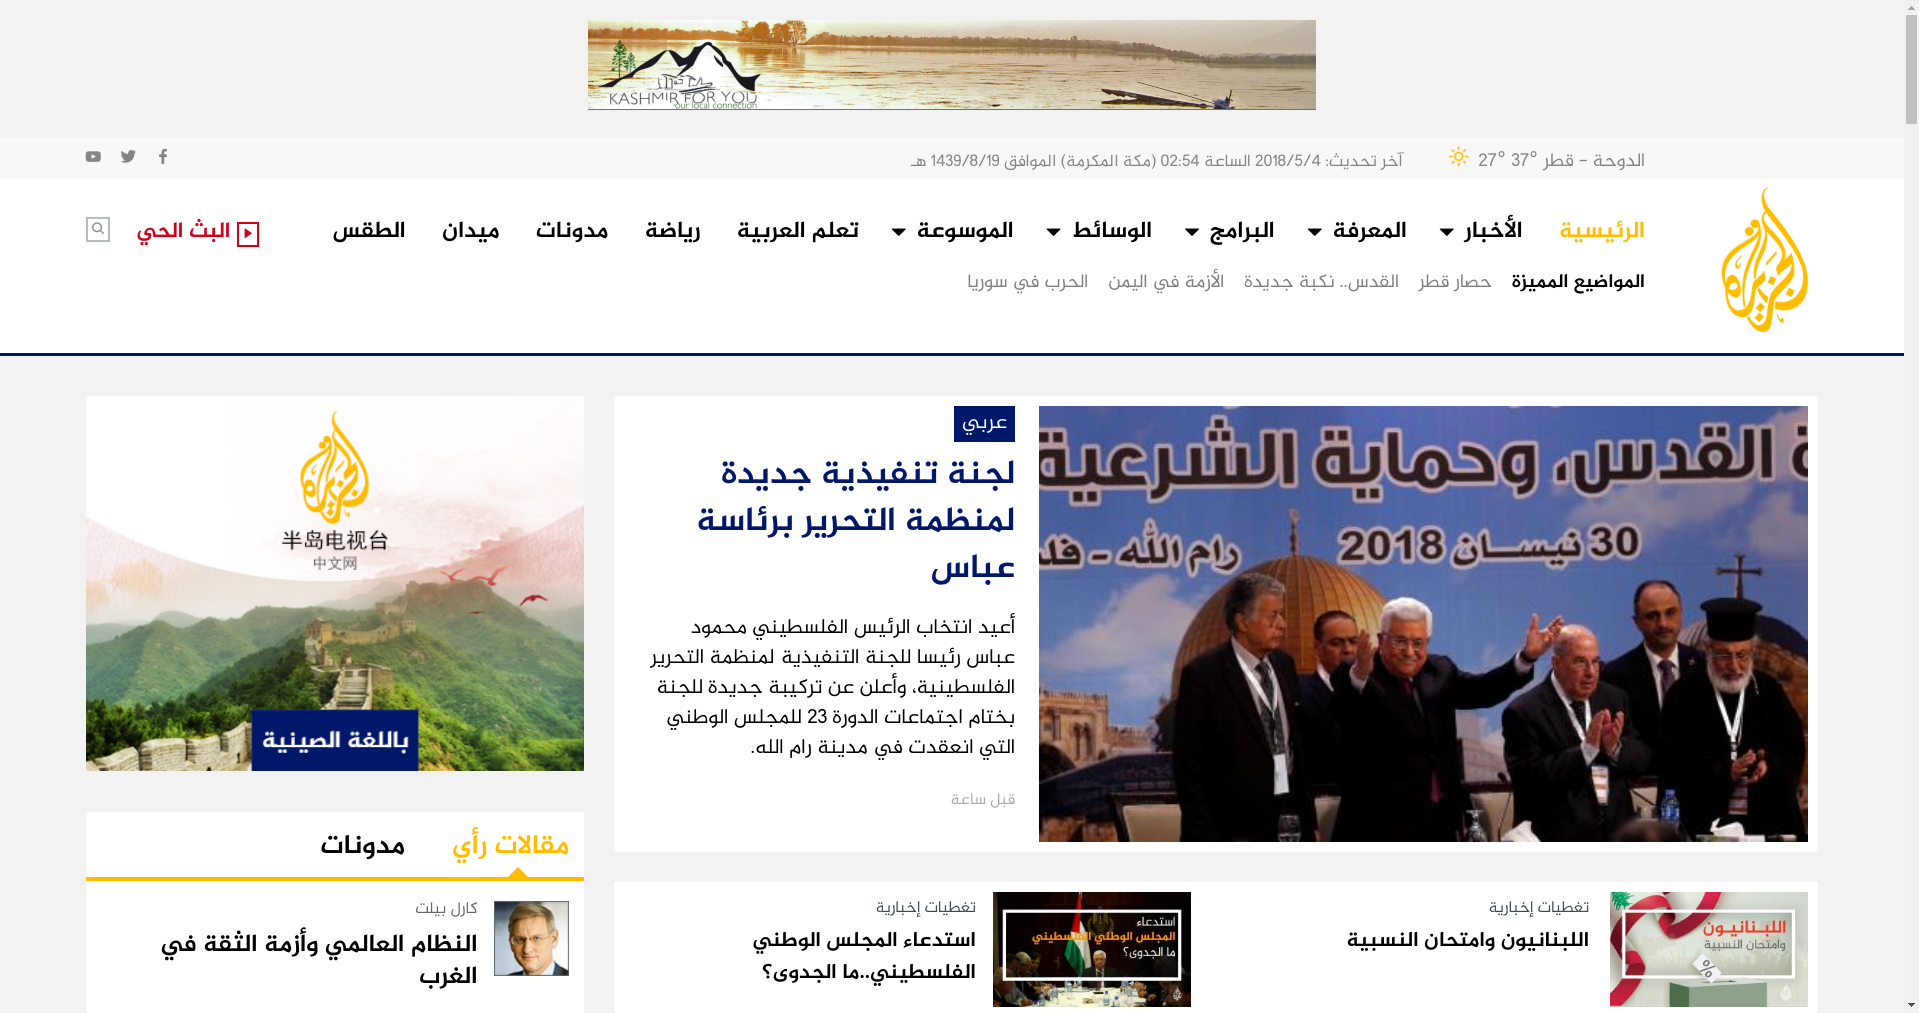 KASHMIR FOR YOU
our local connection
الدوحة - قطر 37° 27°
آخر تحديث: 2018/5/4 الساعة 02:54 (مكة المكرمة) الموافق 1439/8/19 هـ
الرئيسية الأخبار المعرفة البرامج الوسائط الموسوعة تعلم العربية رياضة مدونات ميدان الطقس البث الحي
المواضيع المميزة حصار قطر القدس.. نكبة جديدة الأزمة في اليمن الحرب في سوريا
الجزيرة
ة القدس، وحماية الشرعية
30 نيسان 2018
رام الله - فل
عربي
لجنة تنفيذية جديدة
لمنظمة التحرير برئاسة
عباس
أعيد انتخاب الرئيس الفلسطيني محمود
عباس رئيسا للجنة التنفيذية لمنظمة التحرير
الفلسطينية، وأعلن عن تركيبة جديدة للجنة
بختام اجتماعات الدورة 23 للمجلس الوطني
التي انعقدت في مدينة رام الله.
قبل ساعة
الجزيرة
半岛电视台
中文网
باللغة الصينية
اللبنانيون
وامتحان النسبية
%
تغطيات إخبارية
اللبنانيون وامتحان النسبية
استدعاء
المجلس الوطني الفلسطيني
ما الجدوى؟
تغطيات إخبارية
استدعاء المجلس الوطني
الفلسطيني..ما الجدوى؟
مقالات رأي مدونات
كارل بيلت
النظام العالمي وأزمة الثقة في
الغرب